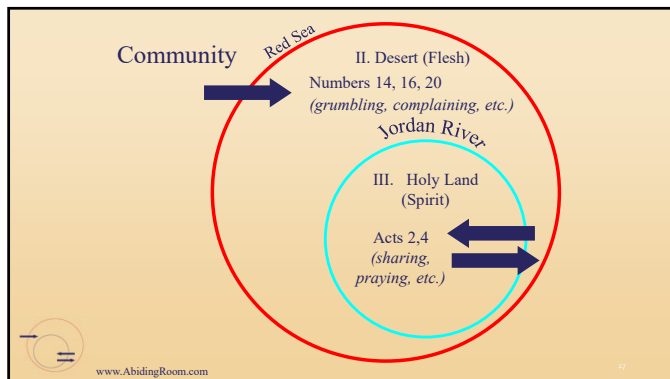 Community
Red Sea
II. Desert (Flesh)
Numbers 14, 16, 20
(grumbling, complaining, etc.)
Jordan River
III. Holy Land
(Spirit)
Acts 2,4
(sharing,
praying, etc.)
www.AbidingRoom.com